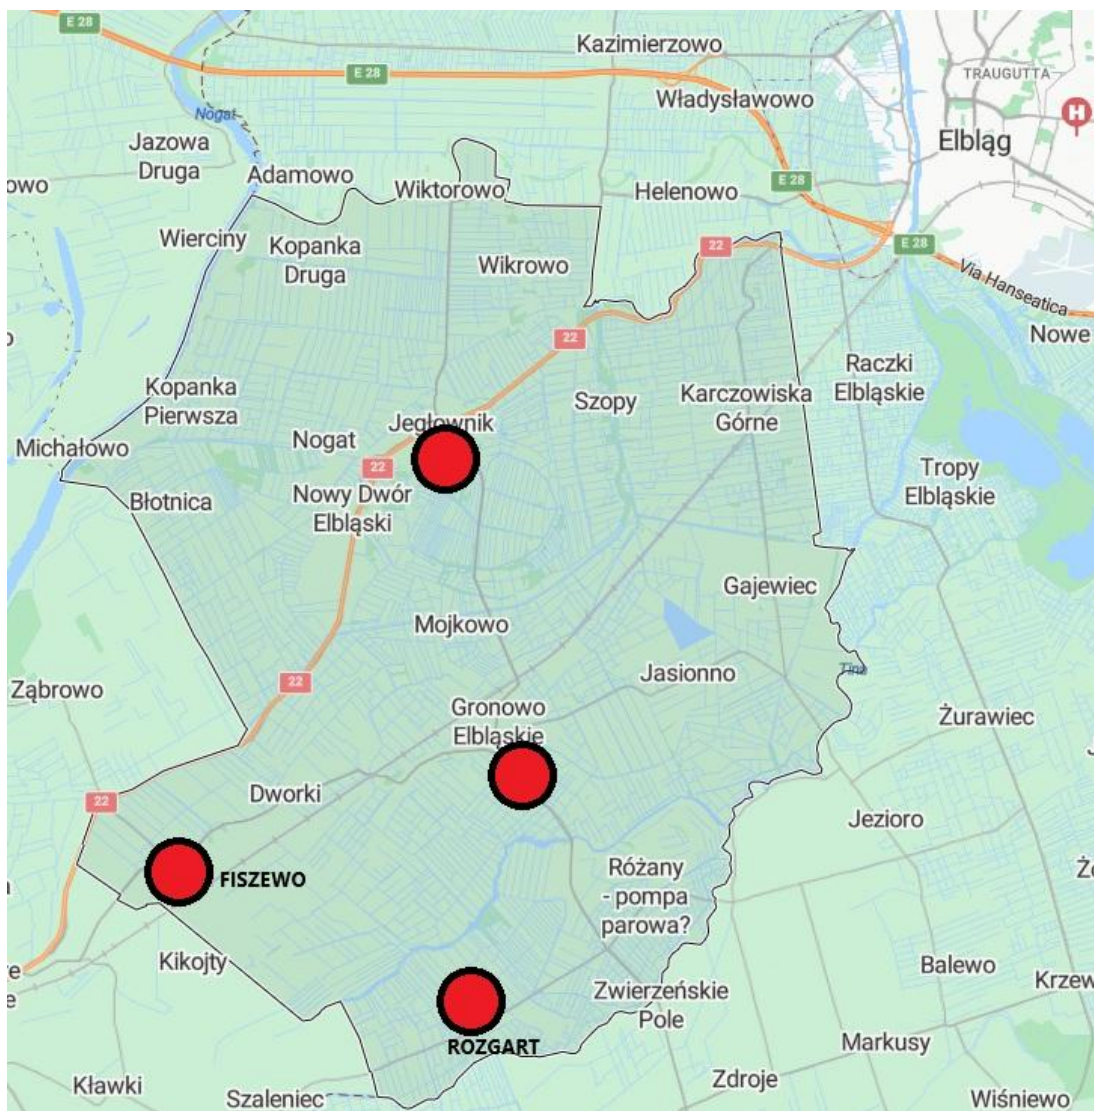 E 28
Kazimierzowo
TRAUGUTTA
E 28
Władysławowo
H
Nogat
Elbląg
Jazowa
Druga
owo
Adamowo
Wiktorowo
Helenowo
E 28
Wierciny
Kopanka
Druga
22
E 28
Wikrowo
Via Hanseatica
22
Nowe
Raczki
Elbląskie
Kopanka
Pierwsza
Szopy
Karczowiska
Górne
Jegłownik
Nogat
Michałowo
22
Tropy
Elbląskie
Błotnica
Nowy Dwór
Elbląski
Gajewiec
Mojkowo
Tina
Jasionno
22
Ząbrowo
Gronowo
Elbląskie
Żurawiec
Dworki
22
Jezioro
FISZEWO
Różany
- pompa
parowa?
Kikojty
Balewo
Krzew
re
e
Zwierzeńskie
Pole
ROZGART
Markusy
Kławki
Szaleniec
Zdroje
Wiśniewo